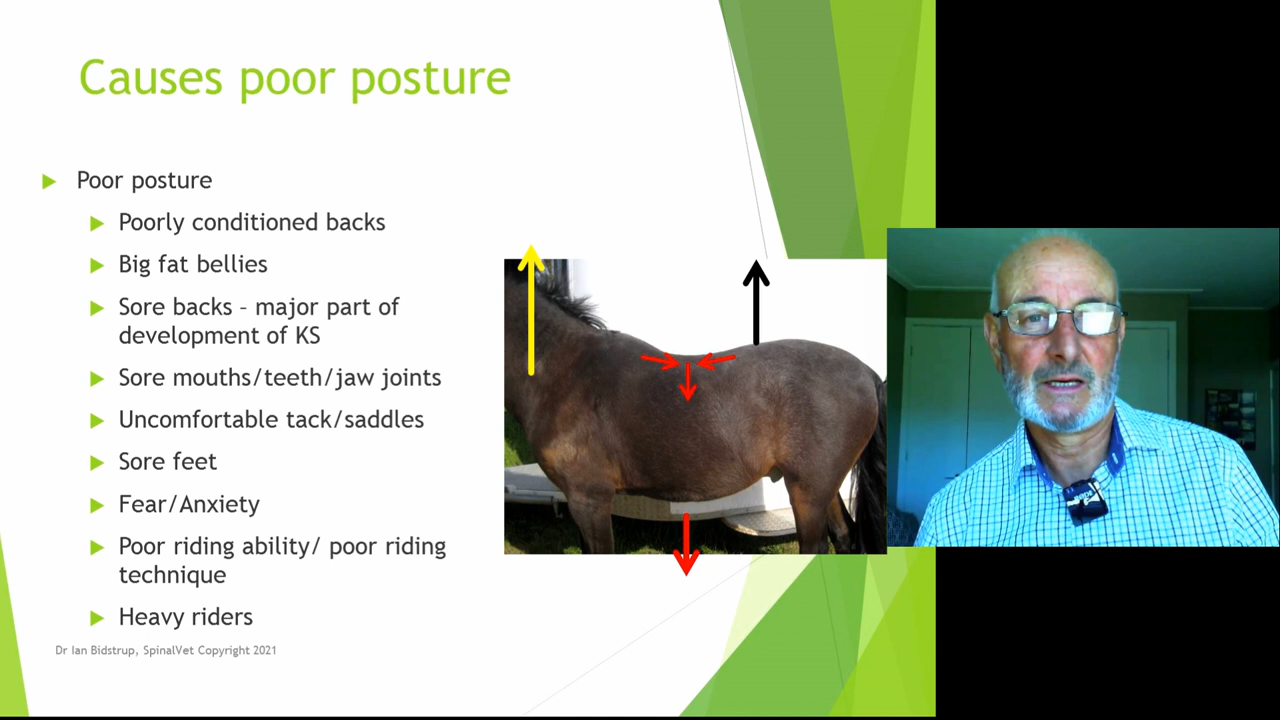 Causes poor posture
Poor posture
Poorly conditioned backs
Big fat bellies
Sore backs – major part of
development of KS
Sore mouths/teeth/jaw joints
Uncomfortable tack/saddles
Sore feet
Fear/Anxiety
Poor riding ability/ poor riding
technique
Heavy riders
Dr Ian Bidstrup, SpinalVet Copyright 2021